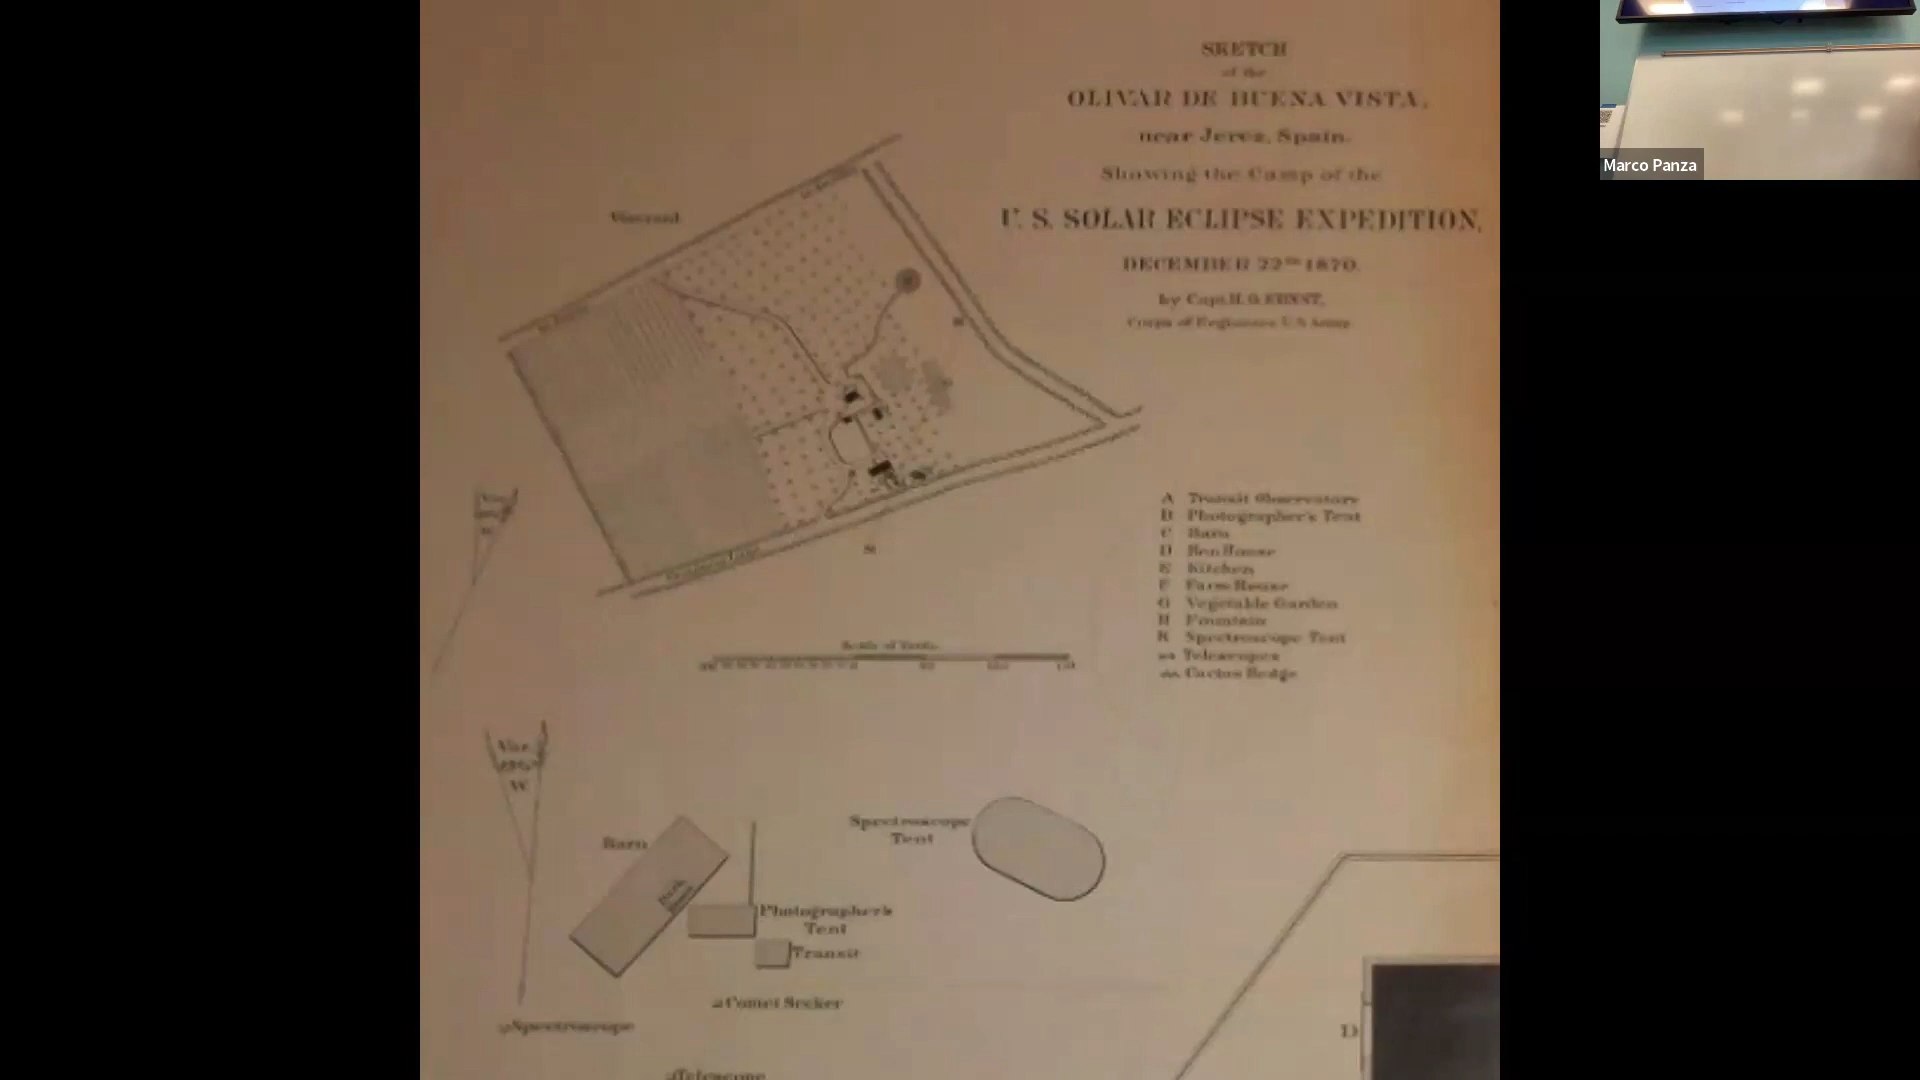 SKETCH
of the
OLIVAR DE BUENA VISTA,
near Jerez, Spain.
Showing the Camp of the
U. S. SOLAR ECLIPSE EXPEDITION,
DECEMBER 22ND 1870.
by Capt. H. O. ERNST,
Corps of Engineers U S Army.
Vineyard
A Transit Observatory
B Photographer's Tent
C Barn
D Hen House
E Kitchen
F Farm House
G Vegetable Garden
H Fountain
K Spectroscope Tent
Telescopes
Cactus Hedge
Scale of Yards.
Var.
W
Barn
Spectroscope
Tent
Photographer's
Tent
Transit
Comet Seeker
Spectroscope
Telescope
D
Marco Panza